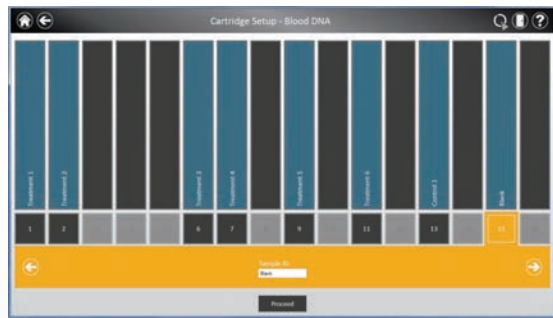 Cartridge Setup - Blood DNA
?
Treatment 1
Treatment 2
Treatment 3
Treatment 4
Treatment 5
Treatment 6
Control 1
Blank
1 2 6 7 9 11 13 15
Sample ID:
Blank
Proceed